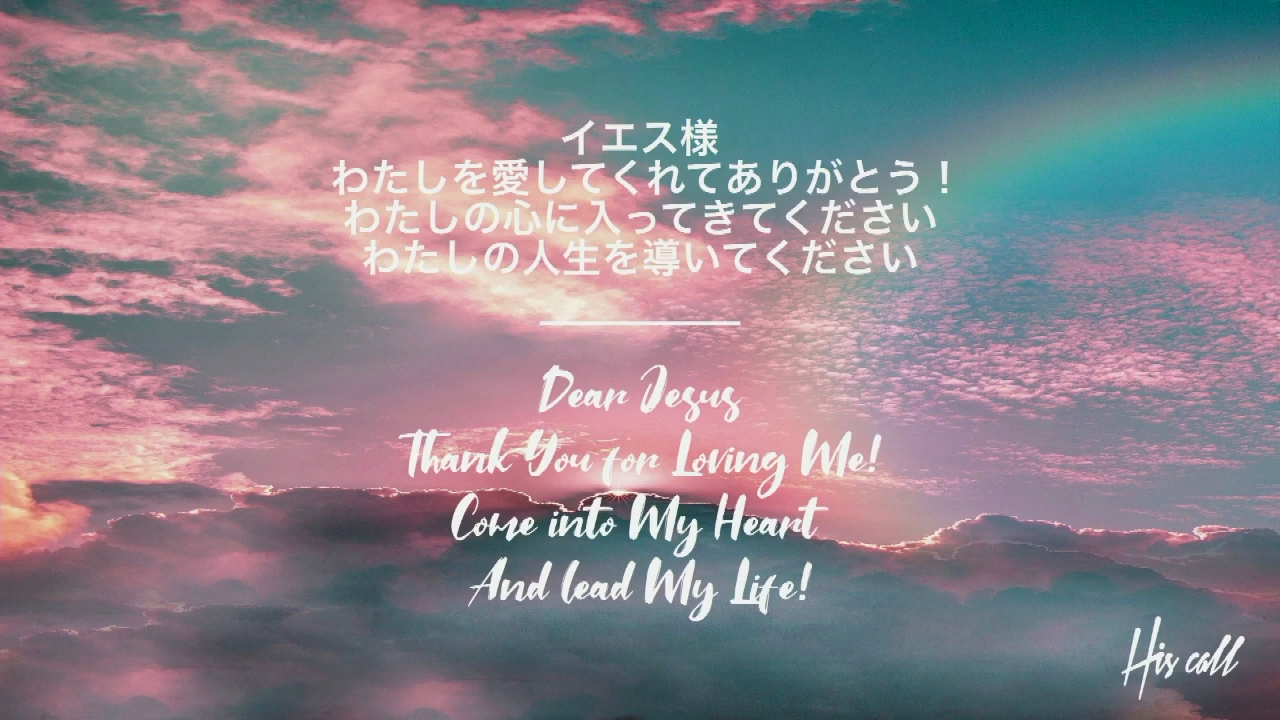 イエス様
わたしを愛してくれてありがとう！
わたしの心に入ってきてください
わたしの人生を導いてください
Dear Jesus
Thank You for Loving Me!
Come into My Heart
And lead My Life!
His call